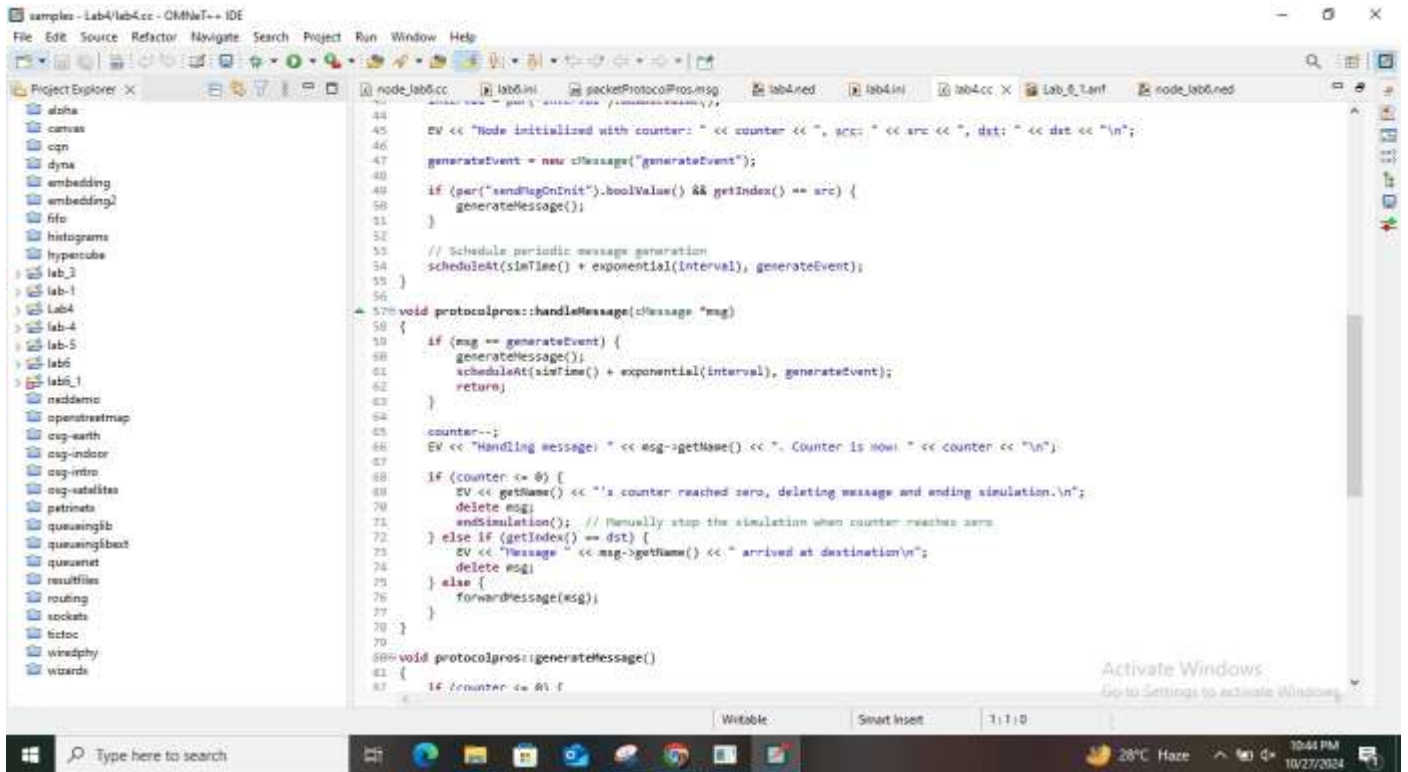 samples - Lab4/lab4.cc - OMNeT++ IDE
File Edit Source Refactor Navigate Search Project Run Window Help
Project Explorer
node_lab6.cc lab6.ini packetProtocolPros.msg lab4.ned lab4.ini lab4.cc Lab_6_1.anf node_lab6.ned
aloha
canvas
cqn
dyna
embedding
embedding2
fifo
histograms
hypercube
lab_3
lab-1
Lab4
lab-4
lab-5
lab6
lab6_1
neddemo
openstreetmap
osg-earth
osg-indoor
osg-intro
osg-satellites
petrinets
queueinglib
queueinglibext
queuenet
resultfiles
routing
sockets
tictoc
wiredphy
wizards
44
45 EV << "Node initialized with counter: " << counter << ", src: " << src << ", dst: " << dst << "\n";
46
47 generateEvent = new cMessage("generateEvent");
48
49 if (par("sendMsgOnInit").boolValue() && getIndex() == src) {
50 generateMessage();
51 }
52
53 // Schedule periodic message generation
54 scheduleAt(simTime() + exponential(interval), generateEvent);
55 }
56
57 void protocolpros::handleMessage(cMessage *msg)
58 {
59 if (msg == generateEvent) {
60 generateMessage();
61 scheduleAt(simTime() + exponential(interval), generateEvent);
62 return;
63 }
64
65 counter--;
66 EV << "Handling message: " << msg->getName() << ". Counter is now: " << counter << "\n";
67
68 if (counter <= 0) {
69 EV << getName() << "'s counter reached zero, deleting message and ending simulation.\n";
70 delete msg;
71 endSimulation(); // Manually stop the simulation when counter reaches zero
72 } else if (getIndex() == dst) {
73 EV << "Message " << msg->getName() << " arrived at destination\n";
74 delete msg;
75 } else {
76 forwardMessage(msg);
77 }
78 }
79
80 void protocolpros::generateMessage()
81 {
82 if (counter <= 0) {
Activate Windows
Go to Settings to activate Windows.
Writable Smart Insert 1:1:0
Type here to search
28°C Haze
10:44 PM
10/27/2024